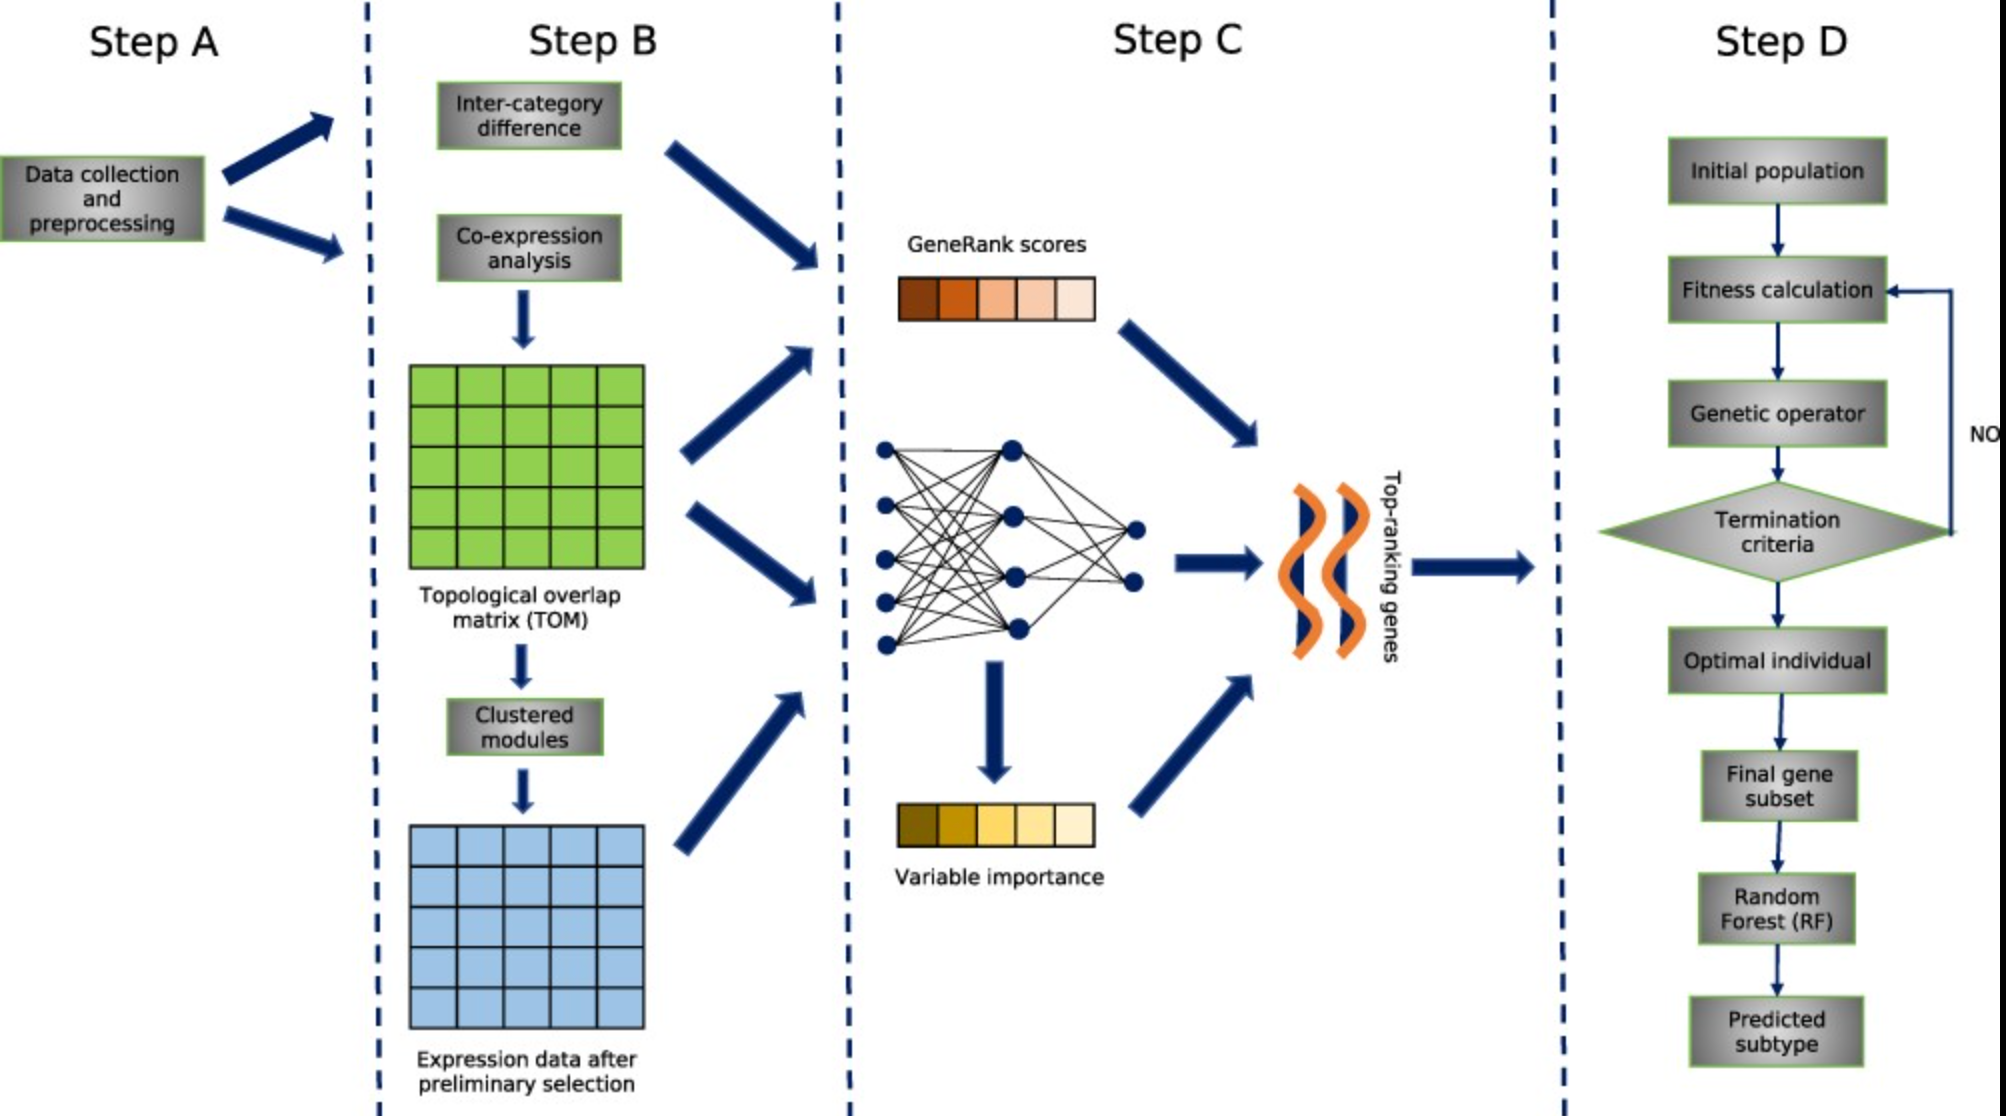 Step A
Data collection
and
preprocessing
Step B
Inter-category
difference
Co-expression
analysis
Topological overlap
matrix (TOM)
Clustered
modules
Expression data after
preliminary selection
Step C
GeneRank scores
Variable importance
Top-ranking genes
Step D
Initial population
Fitness calculation
Genetic operator
NO
Termination
criteria
Optimal individual
Final gene
subset
Random
Forest (RF)
Predicted
subtype